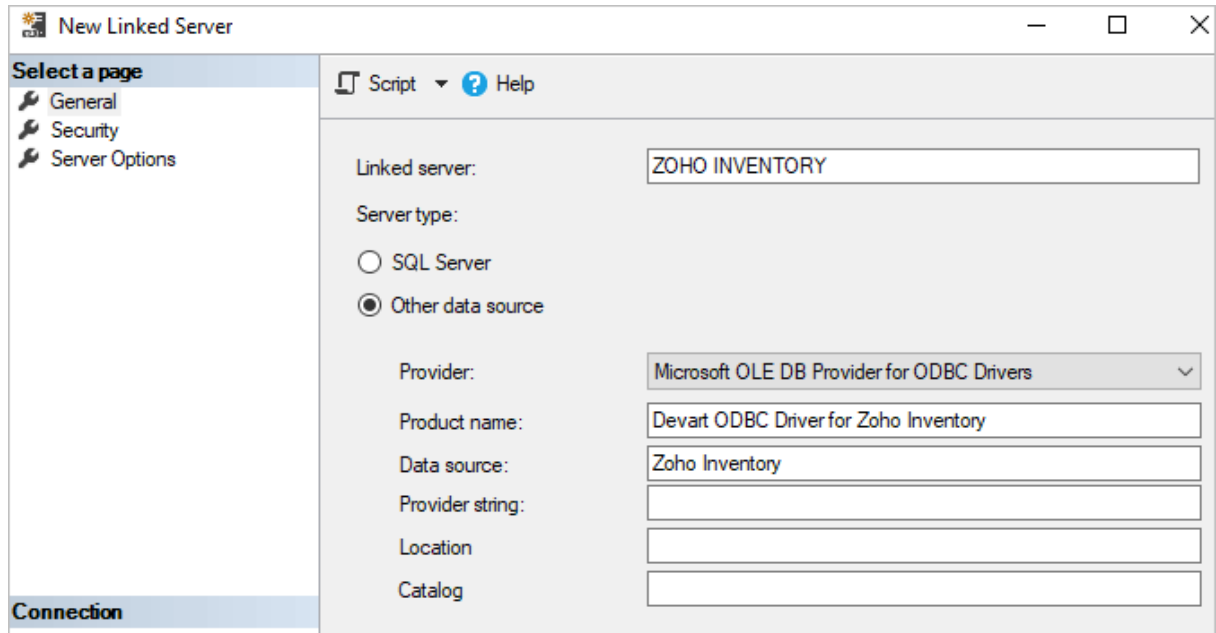 New Linked Server
Select a page
General
Security
Server Options
Connection
Script Help
Linked server: ZOHO INVENTORY
Server type:
SQL Server
Other data source
Provider: Microsoft OLE DB Provider for ODBC Drivers
Product name: Devart ODBC Driver for Zoho Inventory
Data source: Zoho Inventory
Provider string:
Location
Catalog